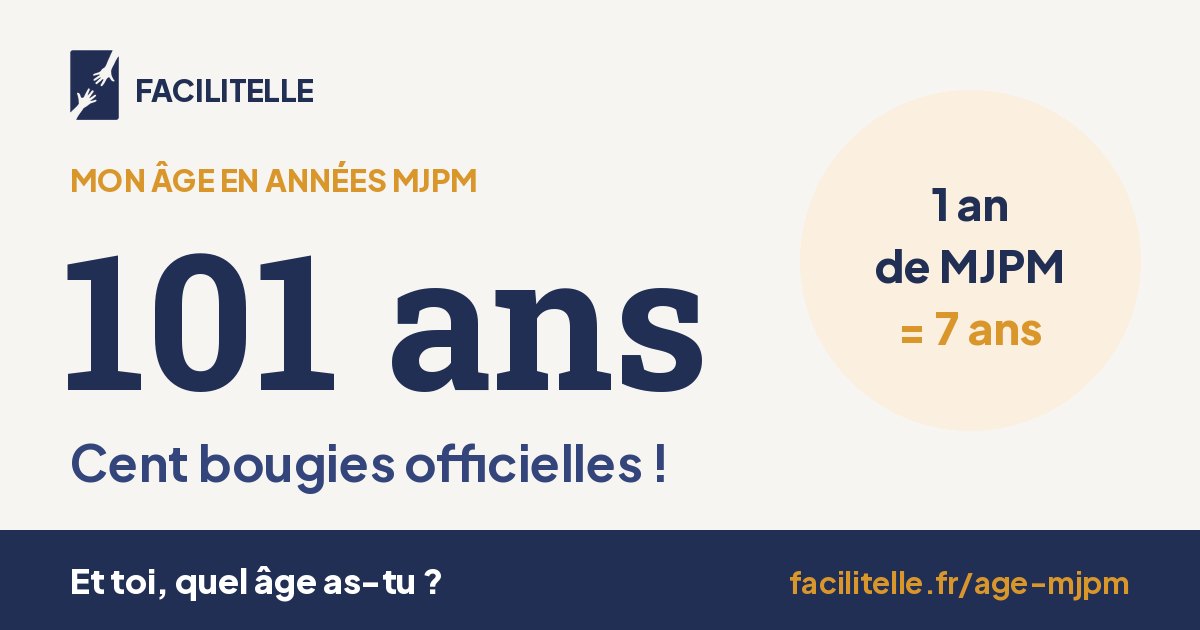 FACILITELLE
MON ÂGE EN ANNÉES MJPM
101 ans
Cent bougies officielles !
1 an
de MJPM
= 7 ans
Et toi, quel âge as-tu ?
facilitelle.fr/age-mjpm